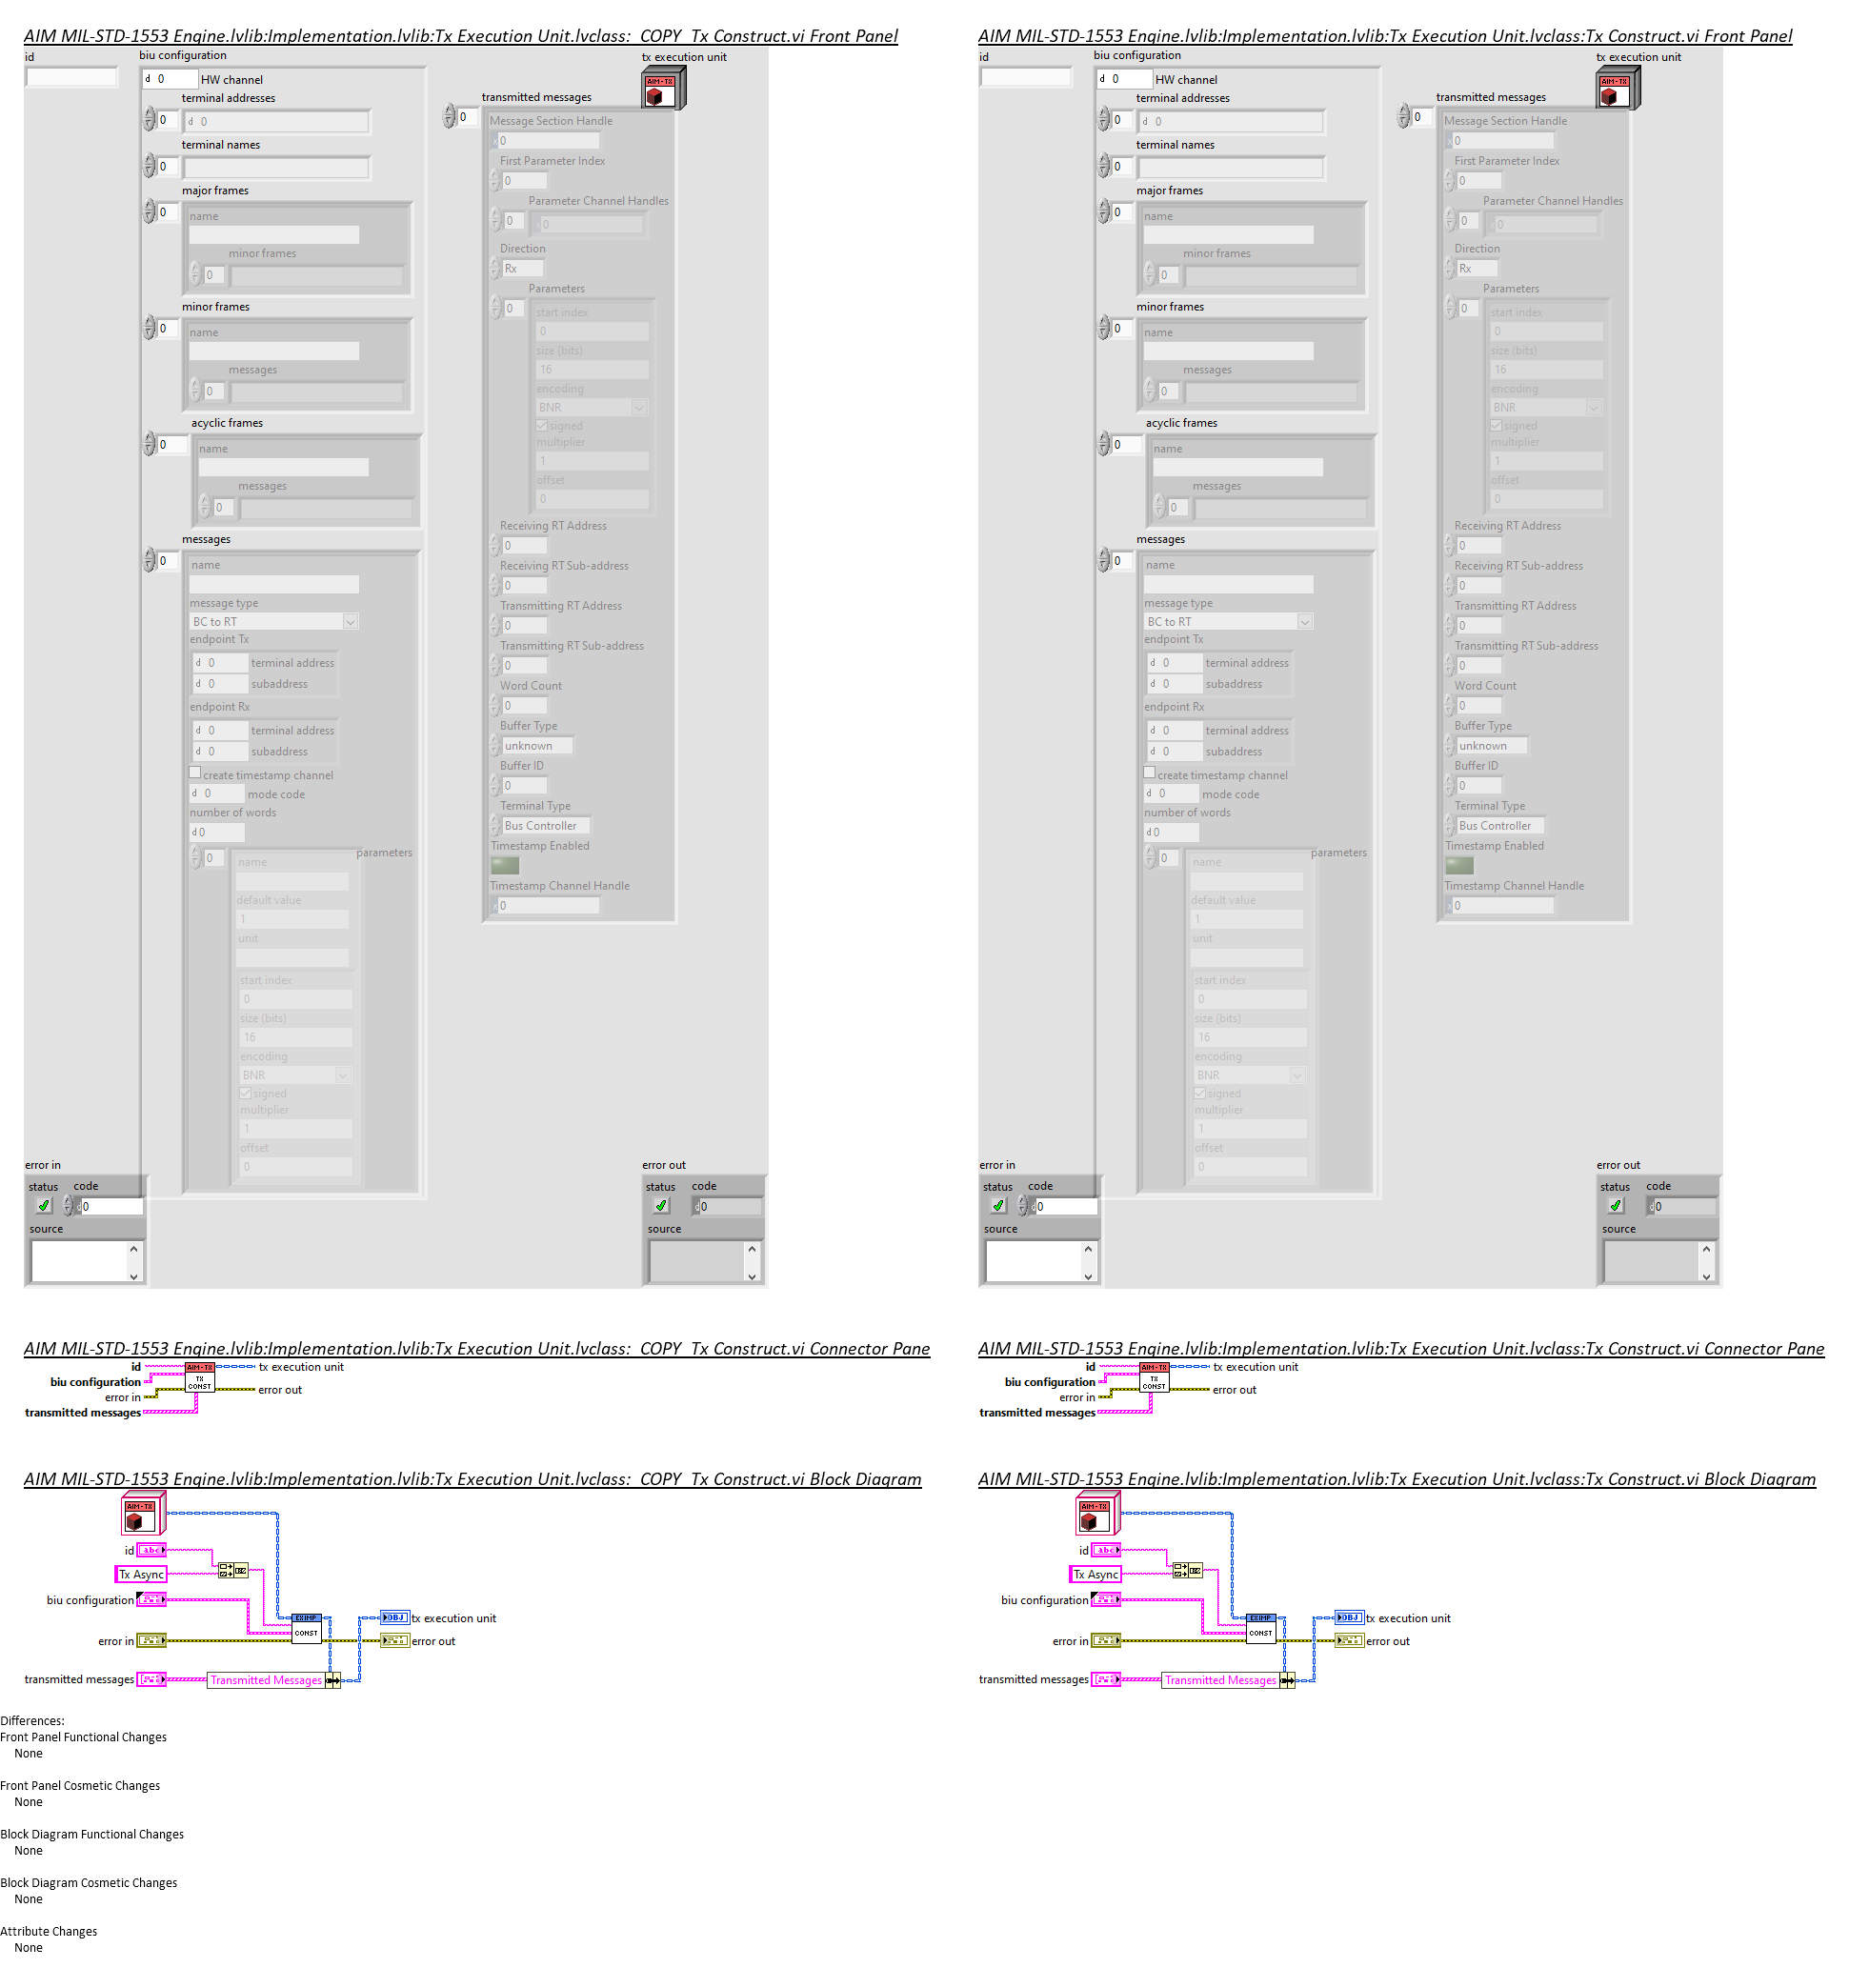 AIM MIL-STD-1553 Engine.lvlib:Implementation.lvlib:Tx Execution Unit.lvclass:_COPY_Tx Construct.vi Front Panel
id
biu configuration
tx execution unit
d 0 HW channel
AIM-TX
terminal addresses
transmitted messages
0
d 0
0
Message Section Handle
x0
terminal names
0
First Parameter Index
0
major frames
0
name
Parameter Channel Handles
0
0
minor frames
0
Direction
Rx
minor frames
0
name
messages
0
Parameters
0
start index
0
size (bits)
16
encoding
BNR
signed
multiplier
1
offset
0
acyclic frames
0
name
messages
0
Receiving RT Address
0
Receiving RT Sub-address
0
Transmitting RT Address
0
Transmitting RT Sub-address
0
Word Count
0
Buffer Type
unknown
Buffer ID
0
Terminal Type
Bus Controller
Timestamp Enabled
Timestamp Channel Handle
x0
messages
0
name
message type
BC to RT
endpoint Tx
d 0 terminal address
d 0 subaddress
endpoint Rx
d 0 terminal address
d 0 subaddress
create timestamp channel
d 0 mode code
number of words
d0
0
parameters
name
default value
1
unit
start index
0
size (bits)
16
encoding
BNR
signed
multiplier
1
offset
0
error in
status code
d0
source
error out
status code
d0
source
AIM MIL-STD-1553 Engine.lvlib:Implementation.lvlib:Tx Execution Unit.lvclass:Tx Construct.vi Front Panel
id
biu configuration
tx execution unit
d 0 HW channel
AIM-TX
terminal addresses
transmitted messages
0
d 0
0
Message Section Handle
x0
terminal names
0
First Parameter Index
0
major frames
0
name
Parameter Channel Handles
0
0
minor frames
0
Direction
Rx
minor frames
0
name
messages
0
Parameters
0
start index
0
size (bits)
16
encoding
BNR
signed
multiplier
1
offset
0
acyclic frames
0
name
messages
0
Receiving RT Address
0
Receiving RT Sub-address
0
Transmitting RT Address
0
Transmitting RT Sub-address
0
Word Count
0
Buffer Type
unknown
Buffer ID
0
Terminal Type
Bus Controller
Timestamp Enabled
Timestamp Channel Handle
x0
messages
0
name
message type
BC to RT
endpoint Tx
d 0 terminal address
d 0 subaddress
endpoint Rx
d 0 terminal address
d 0 subaddress
create timestamp channel
d 0 mode code
number of words
d0
0
parameters
name
default value
1
unit
start index
0
size (bits)
16
encoding
BNR
signed
multiplier
1
offset
0
error in
status code
d0
source
error out
status code
d0
source
AIM MIL-STD-1553 Engine.lvlib:Implementation.lvlib:Tx Execution Unit.lvclass:_COPY_Tx Construct.vi Connector Pane
id AIM-TX tx execution unit
biu configuration TX
CONST
error in error out
transmitted messages
AIM MIL-STD-1553 Engine.lvlib:Implementation.lvlib:Tx Execution Unit.lvclass:Tx Construct.vi Connector Pane
id AIM-TX tx execution unit
biu configuration TX
CONST
error in error out
transmitted messages
AIM MIL-STD-1553 Engine.lvlib:Implementation.lvlib:Tx Execution Unit.lvclass:_COPY_Tx Construct.vi Block Diagram
AIM-TX
id abc
Tx Async
biu configuration
EXIMP OBJ tx execution unit
CONST
error in error out
transmitted messages Transmitted Messages
AIM MIL-STD-1553 Engine.lvlib:Implementation.lvlib:Tx Execution Unit.lvclass:Tx Construct.vi Block Diagram
AIM-TX
id abc
Tx Async
biu configuration
EXIMP OBJ tx execution unit
CONST
error in error out
transmitted messages Transmitted Messages
Differences:
Front Panel Functional Changes
None
Front Panel Cosmetic Changes
None
Block Diagram Functional Changes
None
Block Diagram Cosmetic Changes
None
Attribute Changes
None